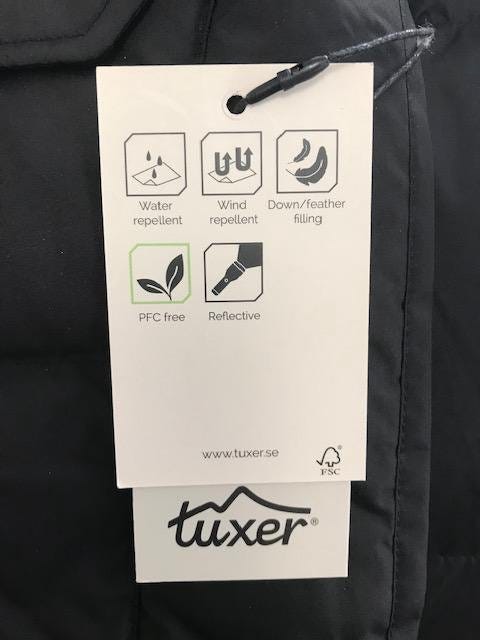 Water
repellent
Wind
repellent
Down/feather
filling
PFC free
Reflective
www.tuxer.se
FSC
tuxer®